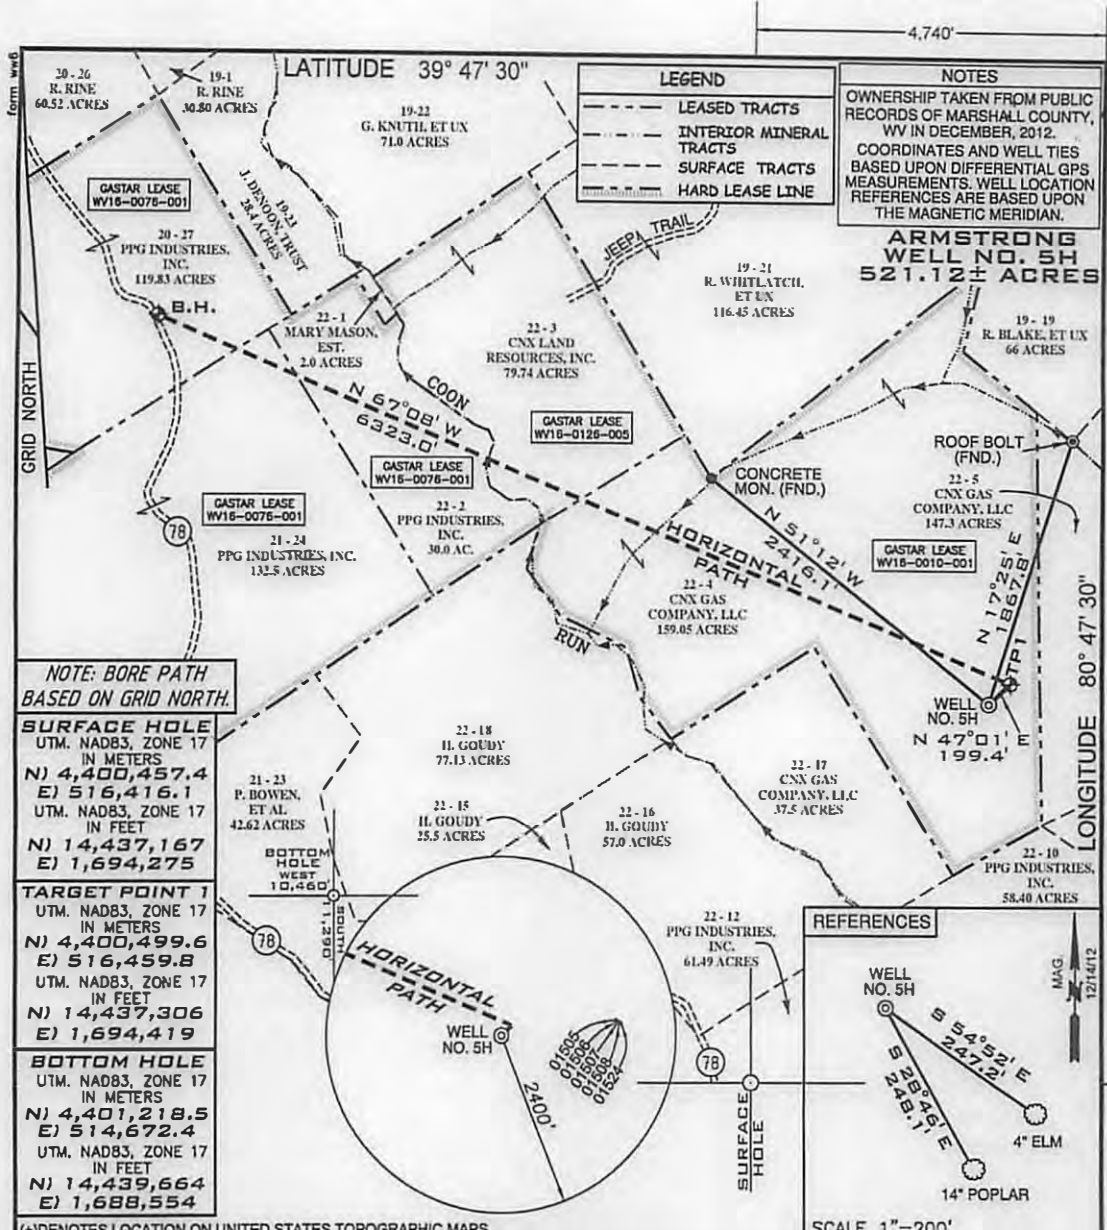 4,740'
form ww6
LATITUDE 39° 47' 30"
20 - 26
R. RINE
60.52 ACRES
19-1
R. RINE
30.80 ACRES
19-22
G. KNUTH, ET UX
71.0 ACRES
LEGEND
LEASED TRACTS
INTERIOR MINERAL
TRACTS
SURFACE TRACTS
HARD LEASE LINE
NOTES
OWNERSHIP TAKEN FROM PUBLIC
RECORDS OF MARSHALL COUNTY,
WV IN DECEMBER, 2012.
COORDINATES AND WELL TIES
BASED UPON DIFFERENTIAL GPS
MEASUREMENTS. WELL LOCATION
REFERENCES ARE BASED UPON
THE MAGNETIC MERIDIAN.
ARMSTRONG
WELL NO. 5H
521.12± ACRES
GASTAR LEASE
WV16-0076-001
20 - 27
PPG INDUSTRIES,
INC.
119.83 ACRES
19-23
J. DENOON TRUST
28.4 ACRES
JEEP TRAIL
19 - 21
R. WHITLATCH,
ET UX
116.45 ACRES
19 - 19
R. BLAKE, ET UX
66 ACRES
B.H.
22 - 1
MARY MASON,
EST.
2.0 ACRES
22 - 3
CNX LAND
RESOURCES, INC.
79.74 ACRES
GRID NORTH
N 67°08' W
6323.0'
COON
GASTAR LEASE
WV16-0126-005
ROOF BOLT
(FND.)
CONCRETE
MON. (FND.)
GASTAR LEASE
WV16-0076-001
22 - 5
CNX GAS
COMPANY, LLC
147.3 ACRES
GASTAR LEASE
WV16-0076-001
22 - 2
PPG INDUSTRIES,
INC.
30.0 AC.
78
21 - 24
PPG INDUSTRIES, INC.
132.5 ACRES
N 51°12' W
2416.1'
HORIZONTAL
PATH
GASTAR LEASE
WV16-0010-001
N 17°25' E
1867.8'
22 - 4
CNX GAS
COMPANY, LLC
159.05 ACRES
RUN
TP1
LONGITUDE 80° 47' 30"
NOTE: BORE PATH
BASED ON GRID NORTH.
WELL
NO. 5H
N 47°01' E
199.4'
SURFACE HOLE
UTM. NAD83, ZONE 17
IN METERS
N) 4,400,457.4
E) 516,416.1
UTM. NAD83, ZONE 17
IN FEET
N) 14,437,167
E) 1,694,275
22 - 18
H. GOUDY
77.13 ACRES
21 - 23
P. BOWEN,
ET AL
42.62 ACRES
22 - 15
H. GOUDY
25.5 ACRES
22 - 16
H. GOUDY
57.0 ACRES
22 - 17
CNX GAS
COMPANY, LLC
37.5 ACRES
22 - 10
PPG INDUSTRIES,
INC.
58.40 ACRES
BOTTOM
HOLE
WEST
10,460'
SOUTH
TARGET POINT 1
UTM. NAD83, ZONE 17
IN METERS
N) 4,400,499.6
E) 516,459.8
UTM. NAD83, ZONE 17
IN FEET
N) 14,437,306
E) 1,694,419
78
HORIZONTAL
PATH
WELL
NO. 5H
2400'
01505
01506
01507
01508
01524
22 - 12
PPG INDUSTRIES,
INC.
61.49 ACRES
78
SURFACE
HOLE
BOTTOM HOLE
UTM. NAD83, ZONE 17
IN METERS
N) 4,401,218.5
E) 514,672.4
UTM. NAD83, ZONE 17
IN FEET
N) 14,439,664
E) 1,688,554
REFERENCES
MAG.
N
12/14/12
WELL
NO. 5H
S 54°52' E
247.2'
S 28°46' E
248.1'
4" ELM
14" POPLAR
(+)DENOTES LOCATION ON UNITED STATES TOPOGRAPHIC MAPS
SCALE 1"=200'